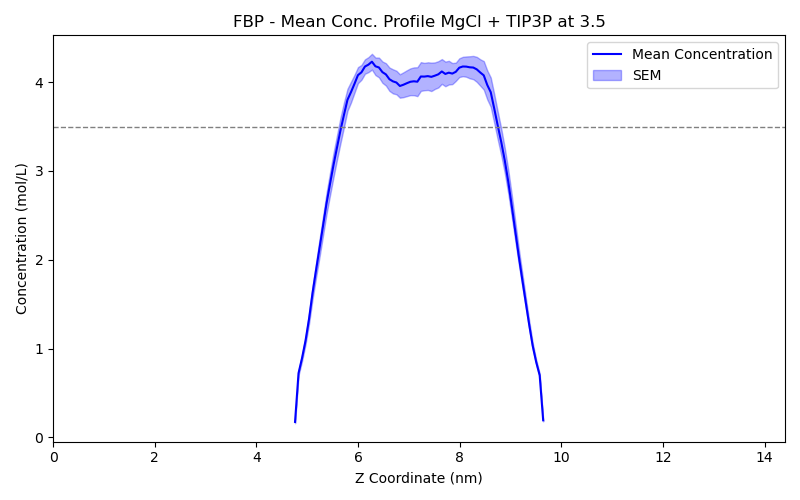 FBP - Mean Conc. Profile MgCl + TIP3P at 3.5
Mean Concentration
SEM
Concentration (mol/L)
4
3
2
1
0
0 2 4 6 8 10 12 14
Z Coordinate (nm)